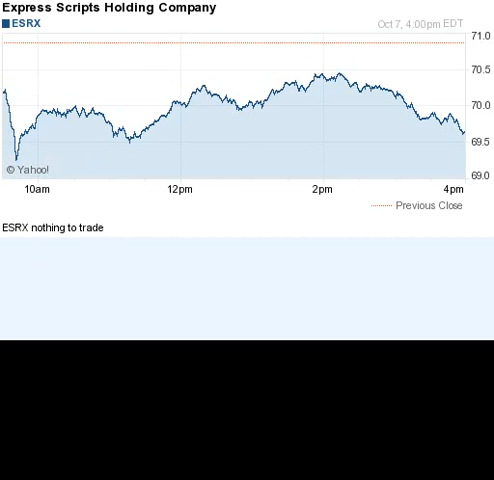 Express Scripts Holding Company
ESRX
Oct 7, 4:00pm EDT
71.0
70.5
70.0
69.5
69.0
© Yahoo!
10am 12pm 2pm 4pm
Previous Close
ESRX nothing to trade